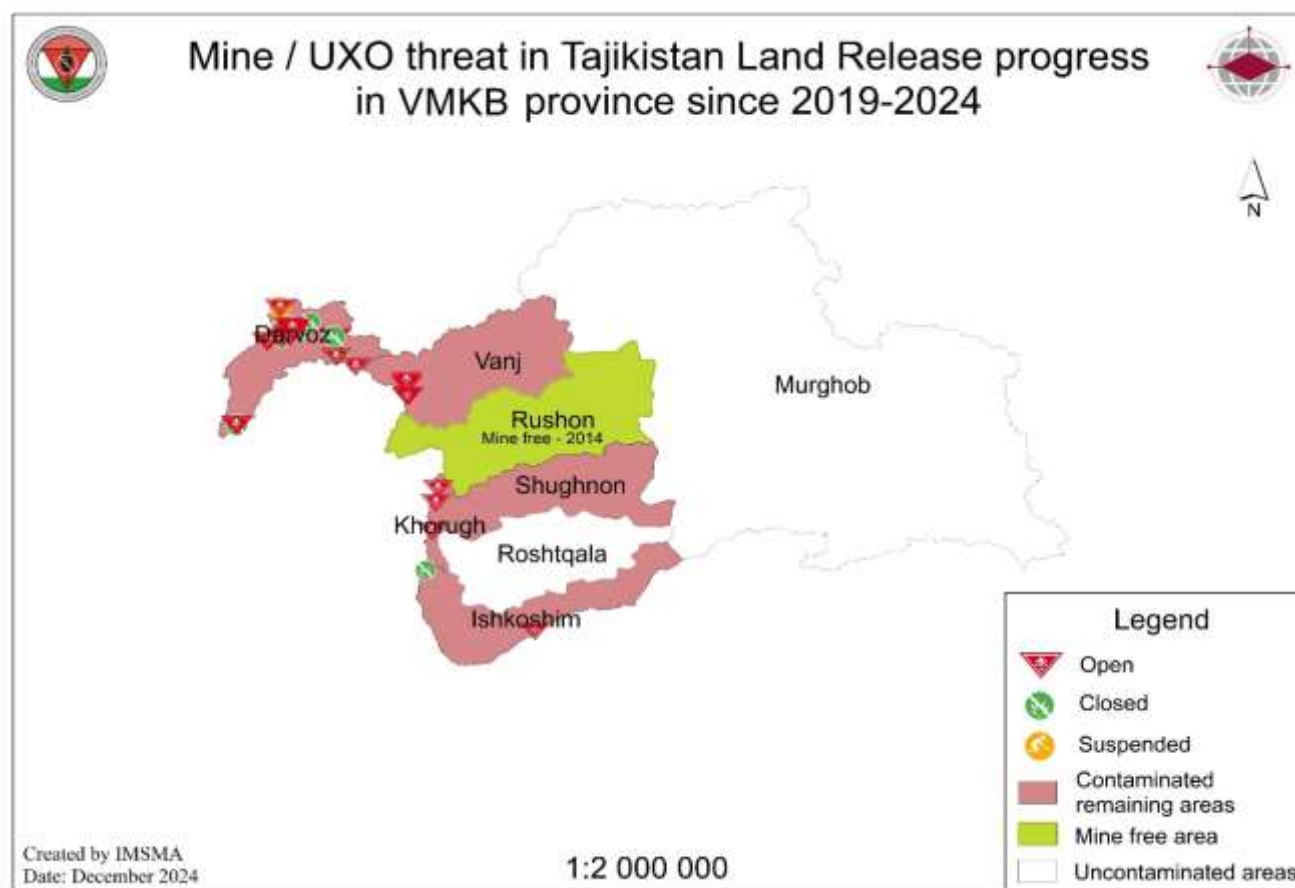 Mine / UXO threat in Tajikistan Land Release progress
in VMKB province since 2019-2024
N
Darvoz
Vanj
Murghob
Rushon
Mine free - 2014
Shughnon
Khorugh
Roshtqala
Ishkoshim
Legend
Open
Closed
Suspended
Contaminated
remaining areas
Mine free area
Uncontaminated areas
Created by IMSMA
Date: December 2024
1:2 000 000